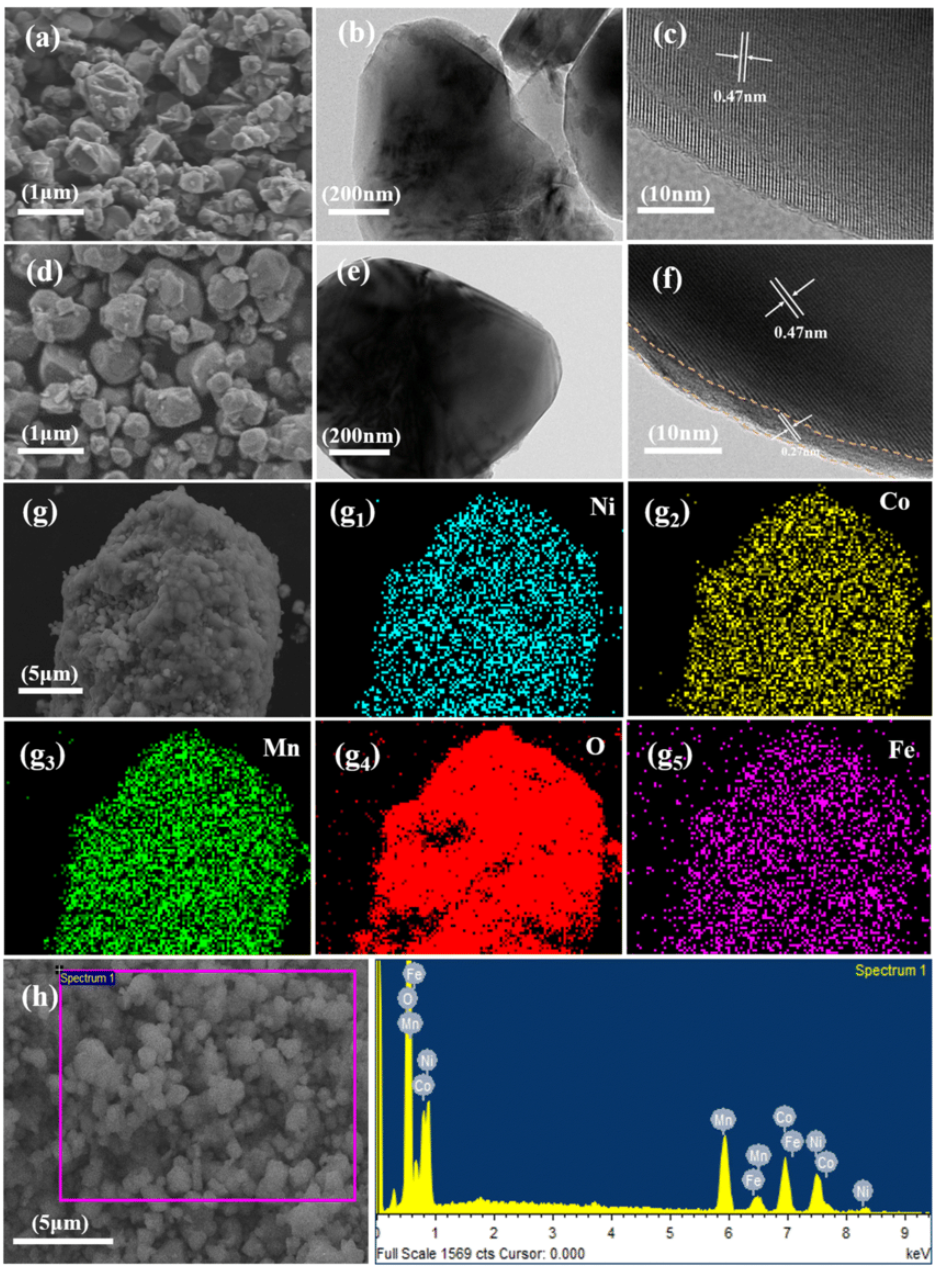 (a)
(1μm)
(b)
(200nm)
(c)
0.47nm
(10nm)
(d)
(1μm)
(e)
(200nm)
(f)
0.47nm
(10nm)
0.27nm
(g)
(5μm)
(g1)
Ni
(g2)
Co
(g3)
Mn
(g4)
O
(g5)
Fe
(h)
Spectrum 1
(5μm)
Spectrum 1
Fe
O
Mn
Ni
Co
Mn
Mn
Fe
Co
Fe
Ni
Co
Ni
0 1 2 3 4 5 6 7 8 9
Full Scale 1569 cts Cursor: 0.000
keV